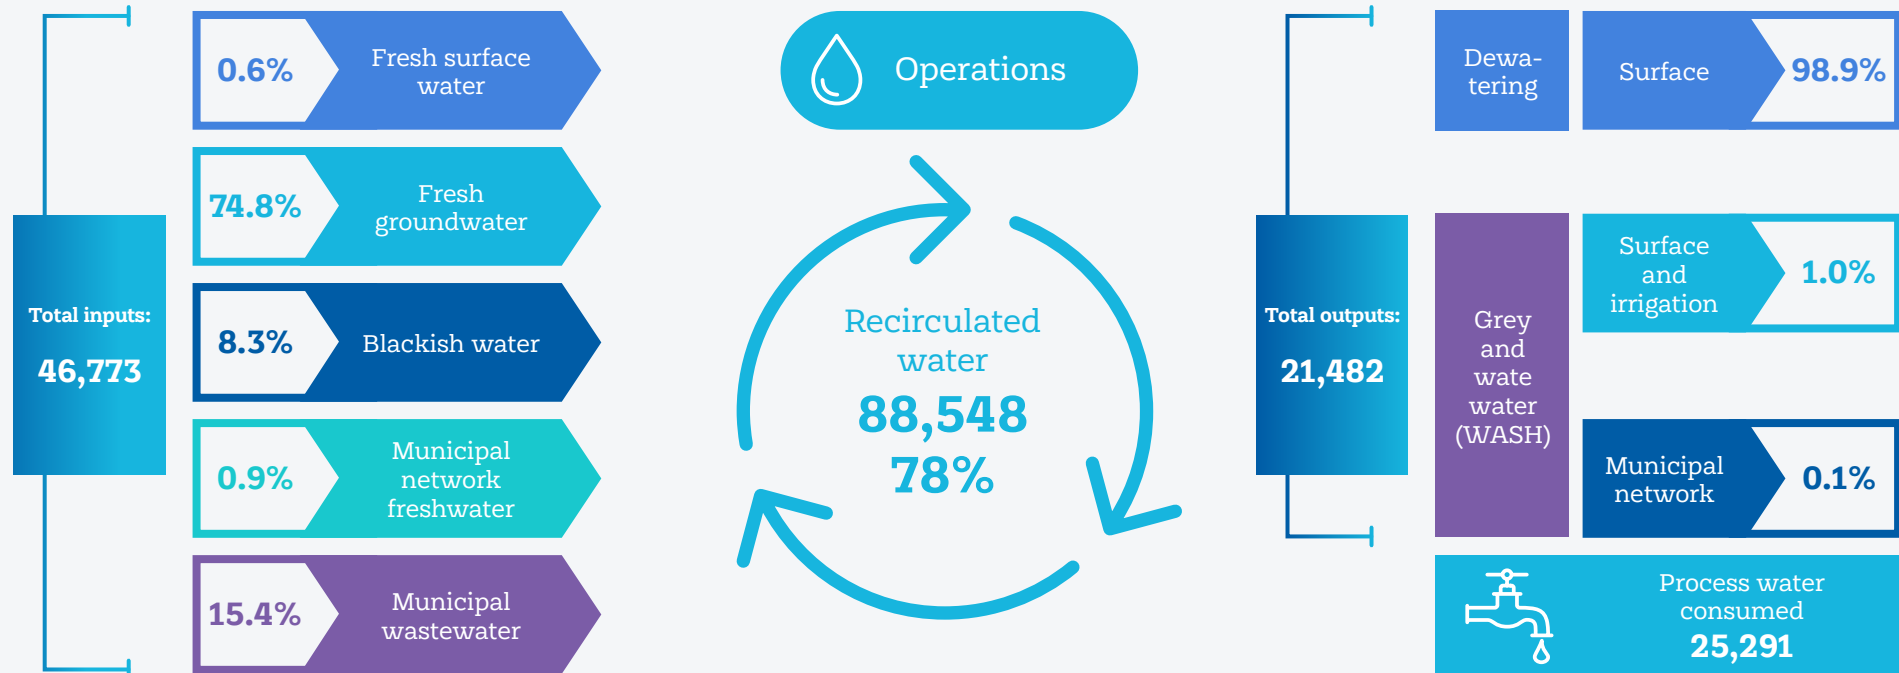 Total inputs:
46,773
0.6%
Fresh surface
water
74.8%
Fresh
groundwater
8.3%
Blackish water
0.9%
Municipal
network
freshwater
15.4%
Municipal
wastewater
Operations
Recirculated
water
88,548
78%
Total outputs:
21,482
Dewa-
tering
Surface
98.9%
Grey
and
wate
water
(WASH)
Surface
and
irrigation
1.0%
Municipal
network
0.1%
Process water
consumed
25,291